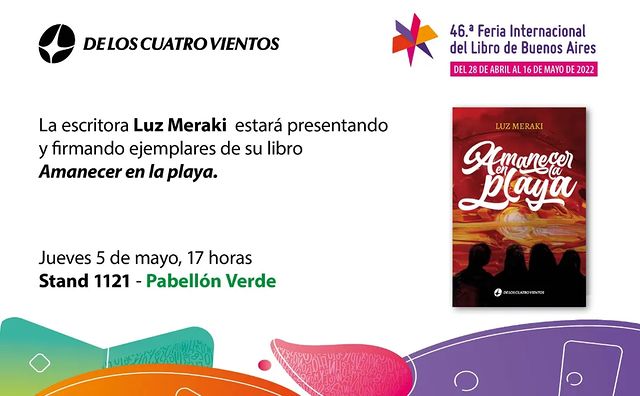 DE LOS CUATRO VIENTOS
46.ª Feria Internacional
del Libro de Buenos Aires
DEL 28 DE ABRIL AL 16 DE MAYO DE 2022
La escritora Luz Meraki estará presentando
y firmando ejemplares de su libro
Amanecer en la playa.
Jueves 5 de mayo, 17 horas
Stand 1121 - Pabellón Verde
LUZ MERAKI
Amanecer
en la
playa
DE LOS CUATRO VIENTOS